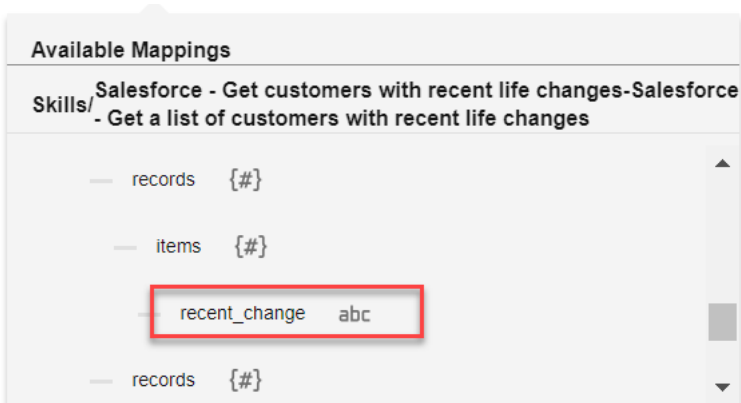 Available Mappings
Skills/ Salesforce - Get customers with recent life changes-Salesforce
- Get a list of customers with recent life changes
records {#}
items {#}
recent_change abc
records {#}